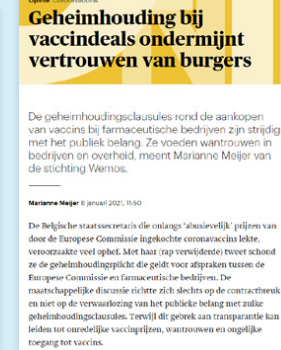 Opinie Coronavaccins
Geheimhouding bij
vaccindeals ondermijnt
vertrouwen van burgers
De geheimhoudingsclausules rond de aankopen
van vaccins bij farmaceutische bedrijven zijn strijdig
met het publiek belang. Ze voeden wantrouwen in
bedrijven en overheid, meent Marianne Meijer van
de stichting Wemos.
Marianne Meijer 8 januari 2021, 11:50
De Belgische staatssecretaris die onlangs 'abusievelijk' prijzen van
door de Europese Commissie ingekochte coronavaccins lekte,
veroorzaakte veel ophef. Met haar (rap verwijderde) tweet schond
ze de geheimhoudingsplicht die geldt voor afspraken tussen de
Europese Commissie en farmaceutische bedrijven. De
maatschappelijke discussie richtte zich slechts op de contractbreuk
en niet op de verwaarlozing van het publieke belang met zulke
geheimhoudingsclausules. Terwijl dit gebrek aan transparantie kan
leiden tot onredelijke vaccinprijzen, wantrouwen en ongelijke
toegang tot vaccins.